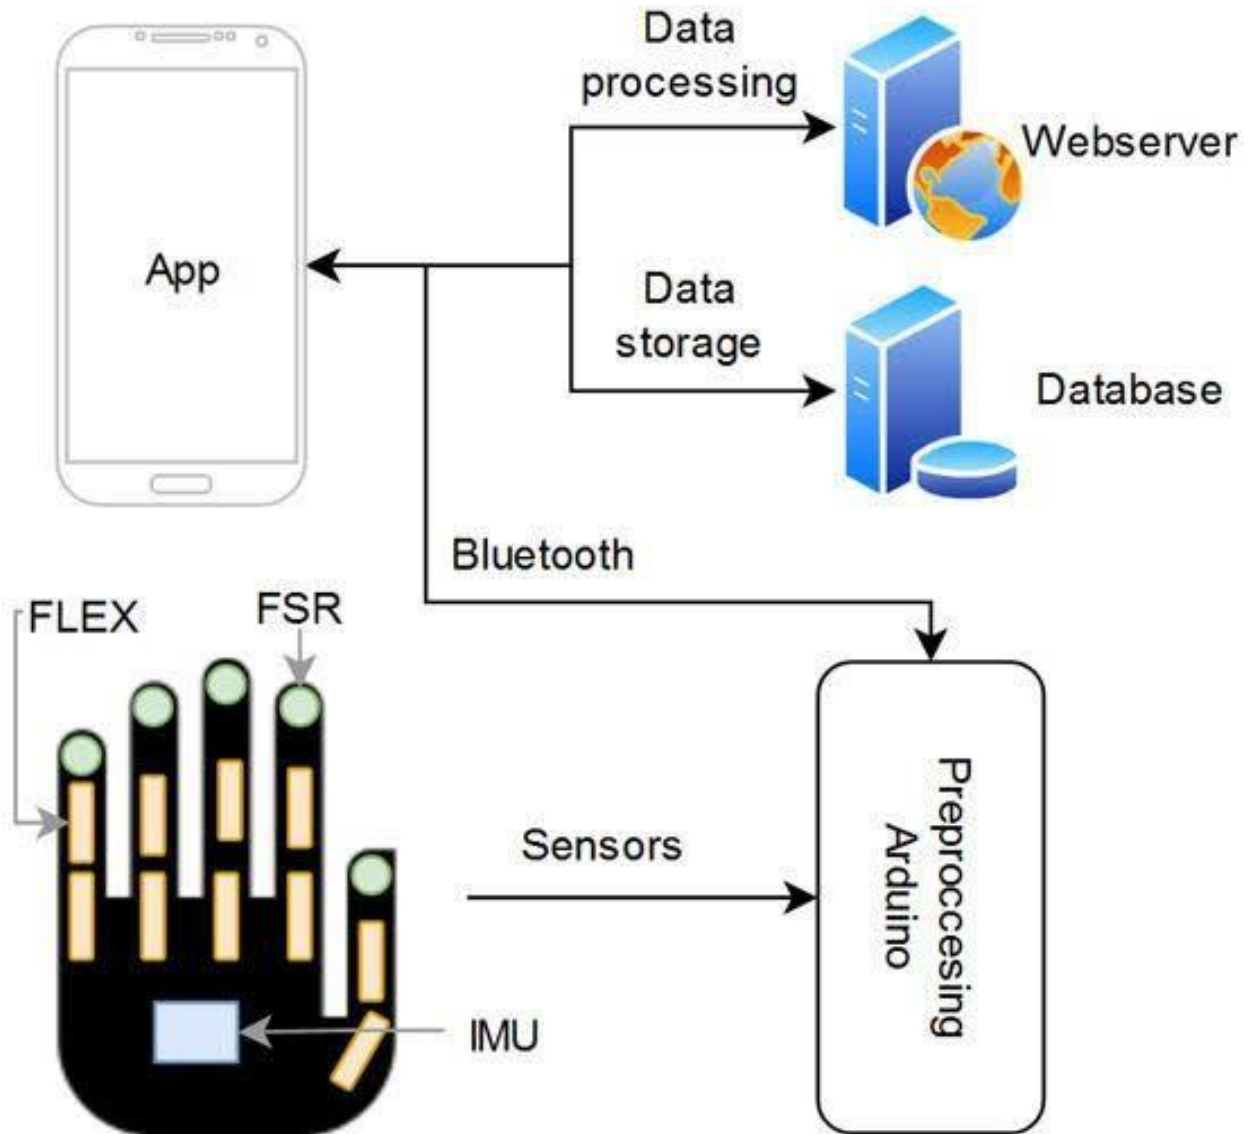 Data
processing
Webserver
App
Data
storage
Database
Bluetooth
FLEX
FSR
Sensors
Preproccesing
Arduino
IMU